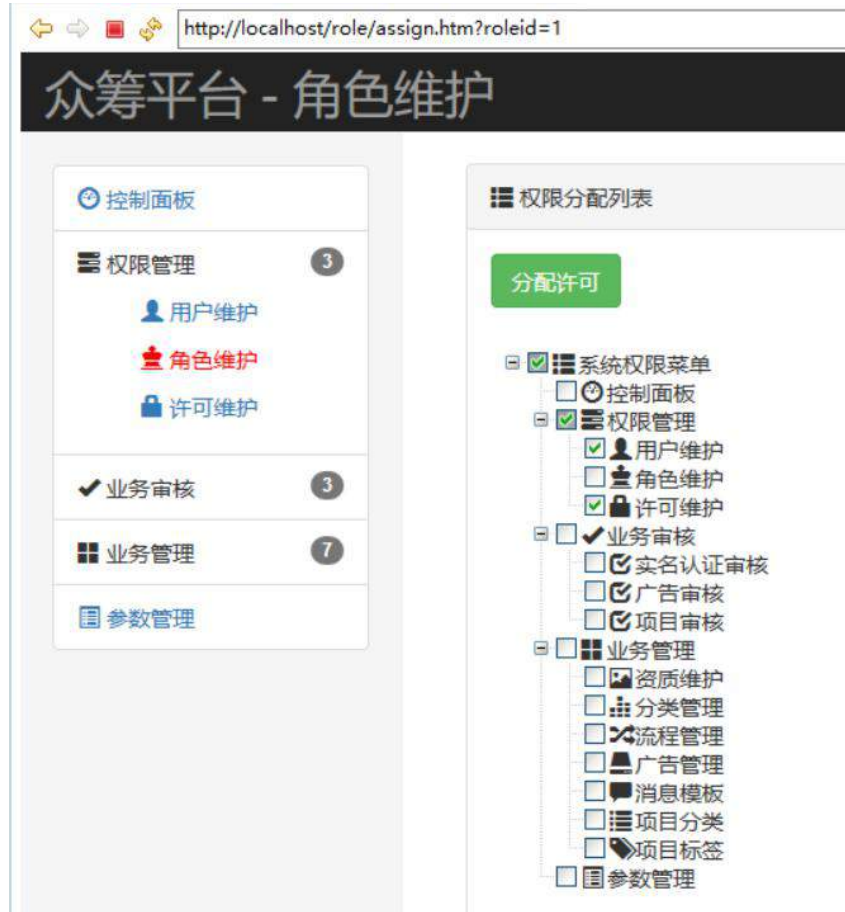 http://localhost/role/assign.htm?roleid=1
众筹平台 - 角色维护
控制面板
权限管理 3
用户维护
角色维护
许可维护
业务审核 3
业务管理 7
参数管理
权限分配列表
分配许可
系统权限菜单
控制面板
权限管理
用户维护
角色维护
许可维护
业务审核
实名认证审核
广告审核
项目审核
业务管理
资质维护
分类管理
流程管理
广告管理
消息模板
项目分类
项目标签
参数管理